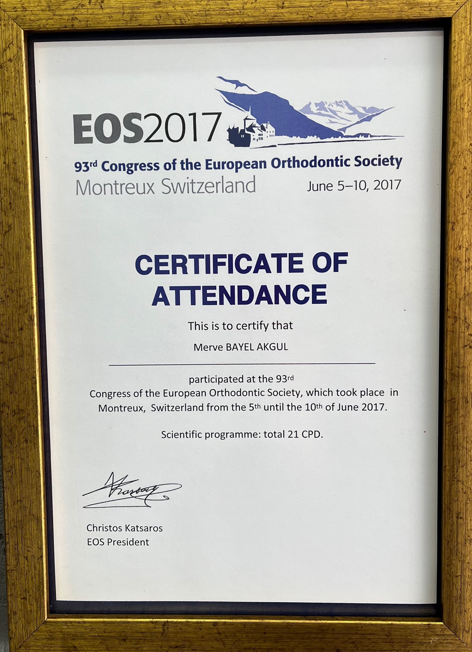 EOS2017
93rd Congress of the European Orthodontic Society
Montreux Switzerland June 5–10, 2017
CERTIFICATE OF
ATTENDANCE
This is to certify that
Merve BAYEL AKGUL
participated at the 93rd
Congress of the European Orthodontic Society, which took place in
Montreux, Switzerland from the 5th until the 10th of June 2017.
Scientific programme: total 21 CPD.
Christos Katsaros
EOS President